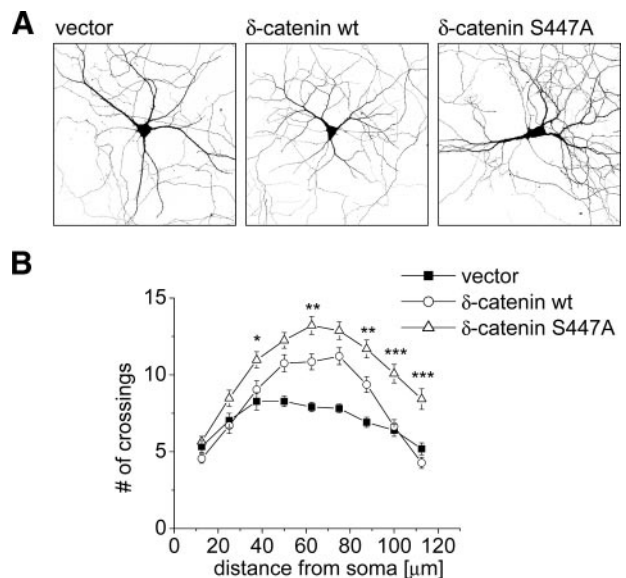 A
vector
δ-catenin wt
δ-catenin S447A
B
vector
δ-catenin wt
δ-catenin S447A
15
10
5
0
# of crossings
*
**
**
***
***
0 20 40 60 80 100 120
distance from soma [μm]